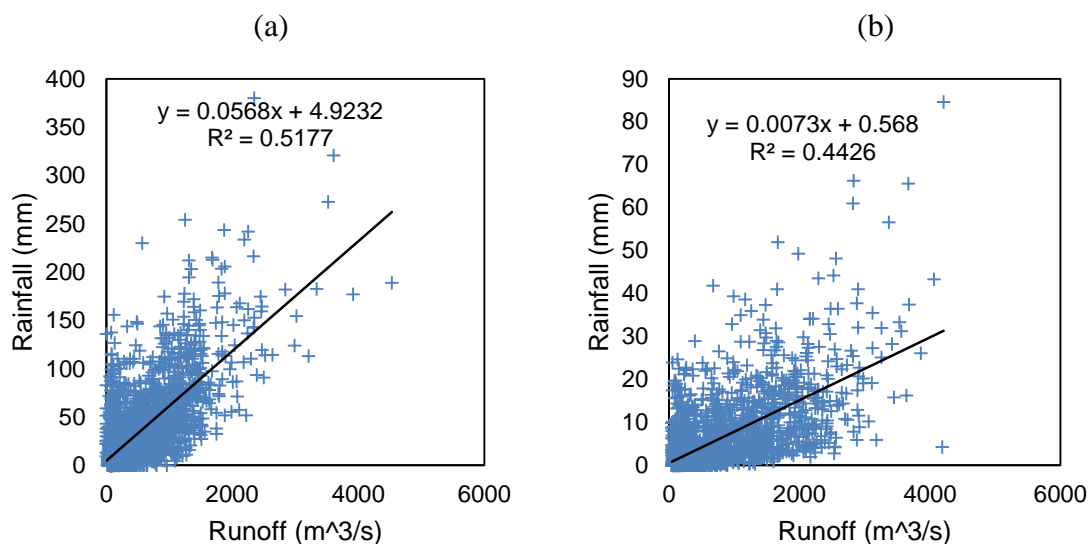 (a)
400
350
300
250
200
150
100
50
0
Rainfall (mm)
y = 0.0568x + 4.9232
R² = 0.5177
0
2000
4000
6000
Runoff (m^3/s)
(b)
90
80
70
60
50
40
30
20
10
0
Rainfall (mm)
y = 0.0073x + 0.568
R² = 0.4426
0
2000
4000
6000
Runoff (m^3/s)